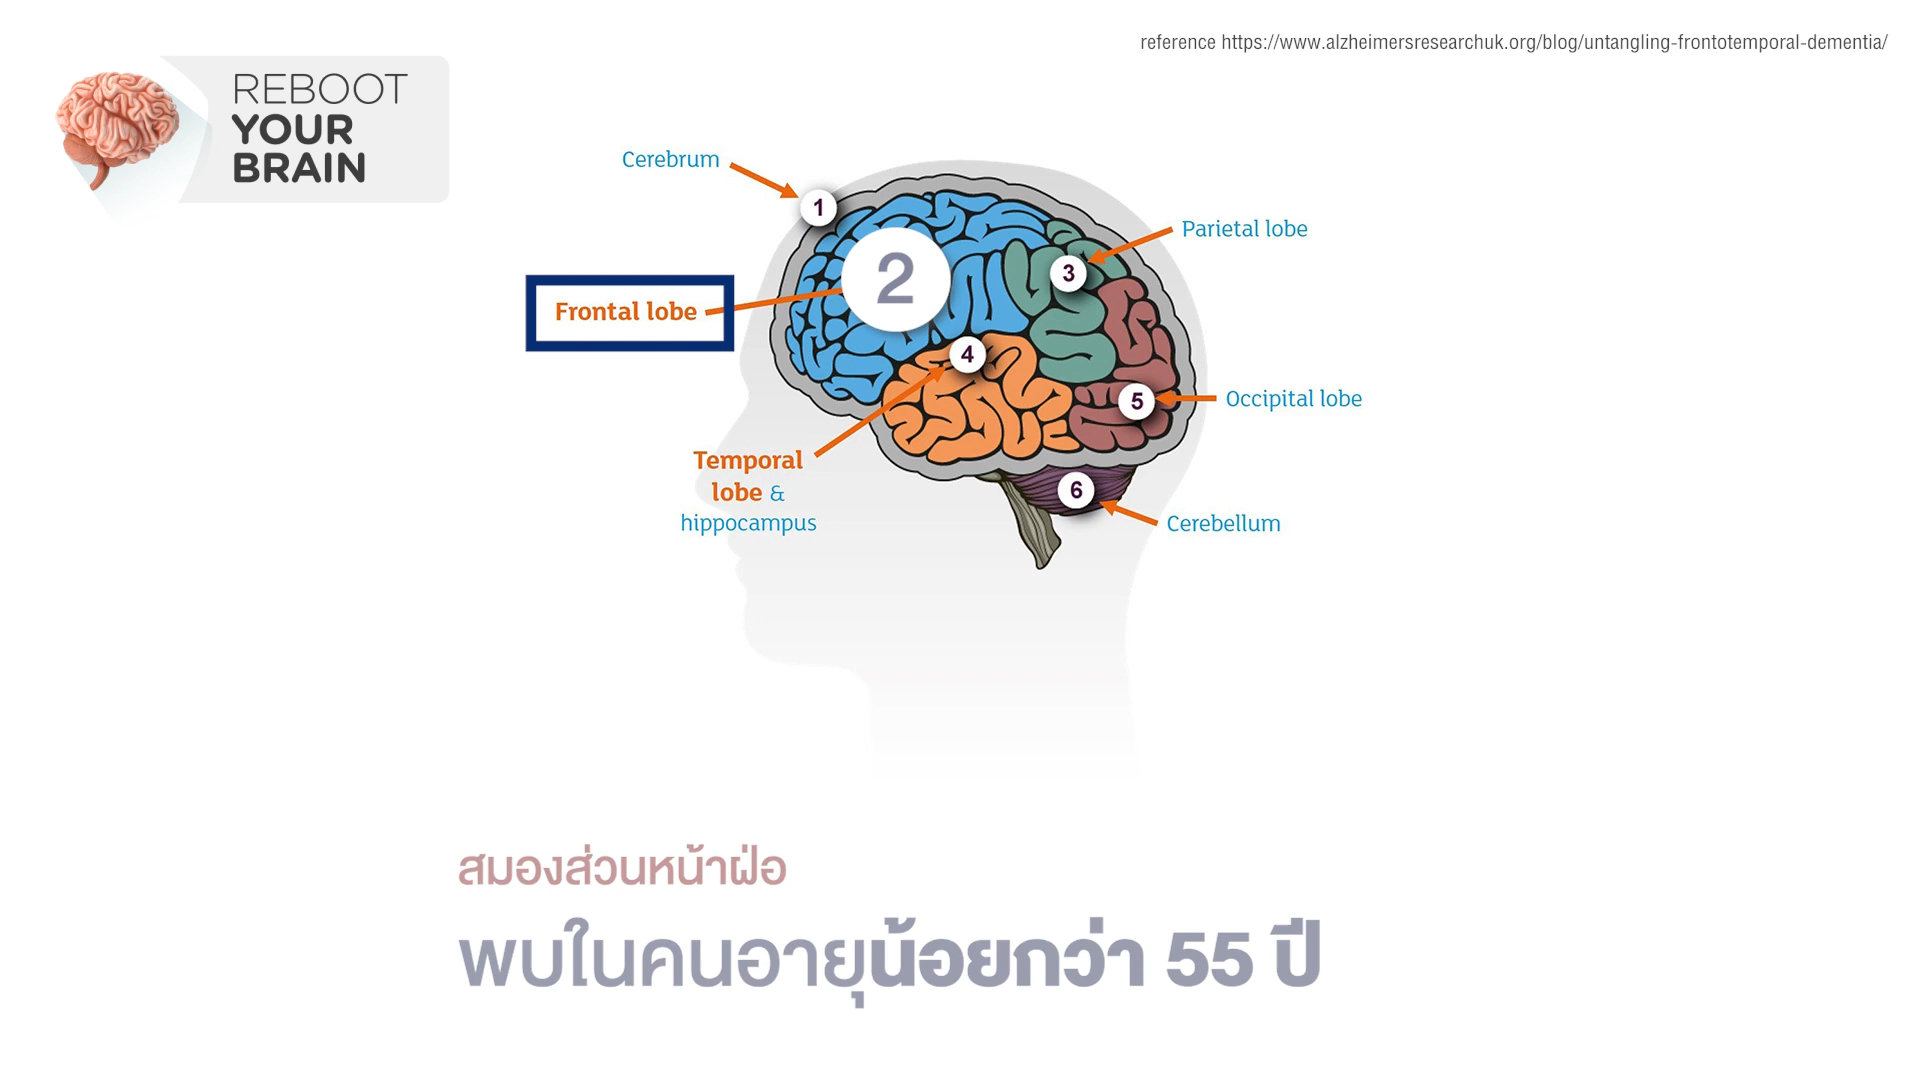 reference https://www.alzheimersresearchuk.org/blog/untangling-frontotemporal-dementia/
REBOOT
YOUR
BRAIN
Cerebrum
1
Parietal lobe
2
3
Frontal lobe
4
5
Occipital lobe
Temporal
lobe &
hippocampus
6
Cerebellum
สมองส่วนหน้าฝ่อ
พบในคนอายุน้อยกว่า 55 ปี